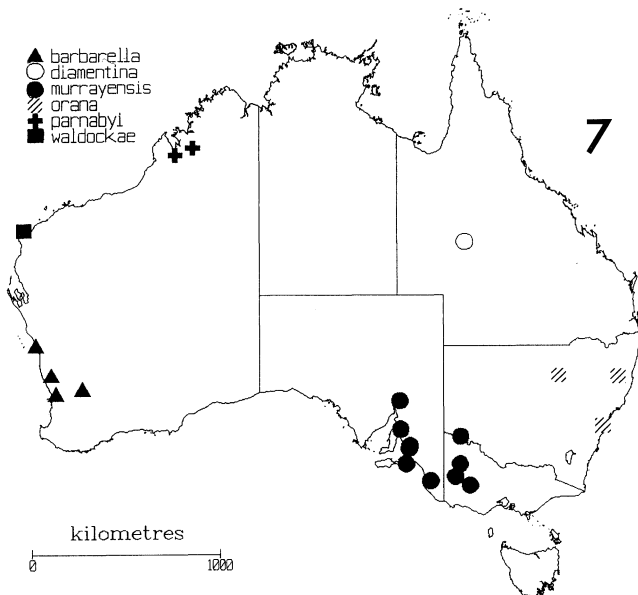 barbarella
diamentina
murrayensis
orana
parnabyi
waldockae
7
kilometres
0 1000